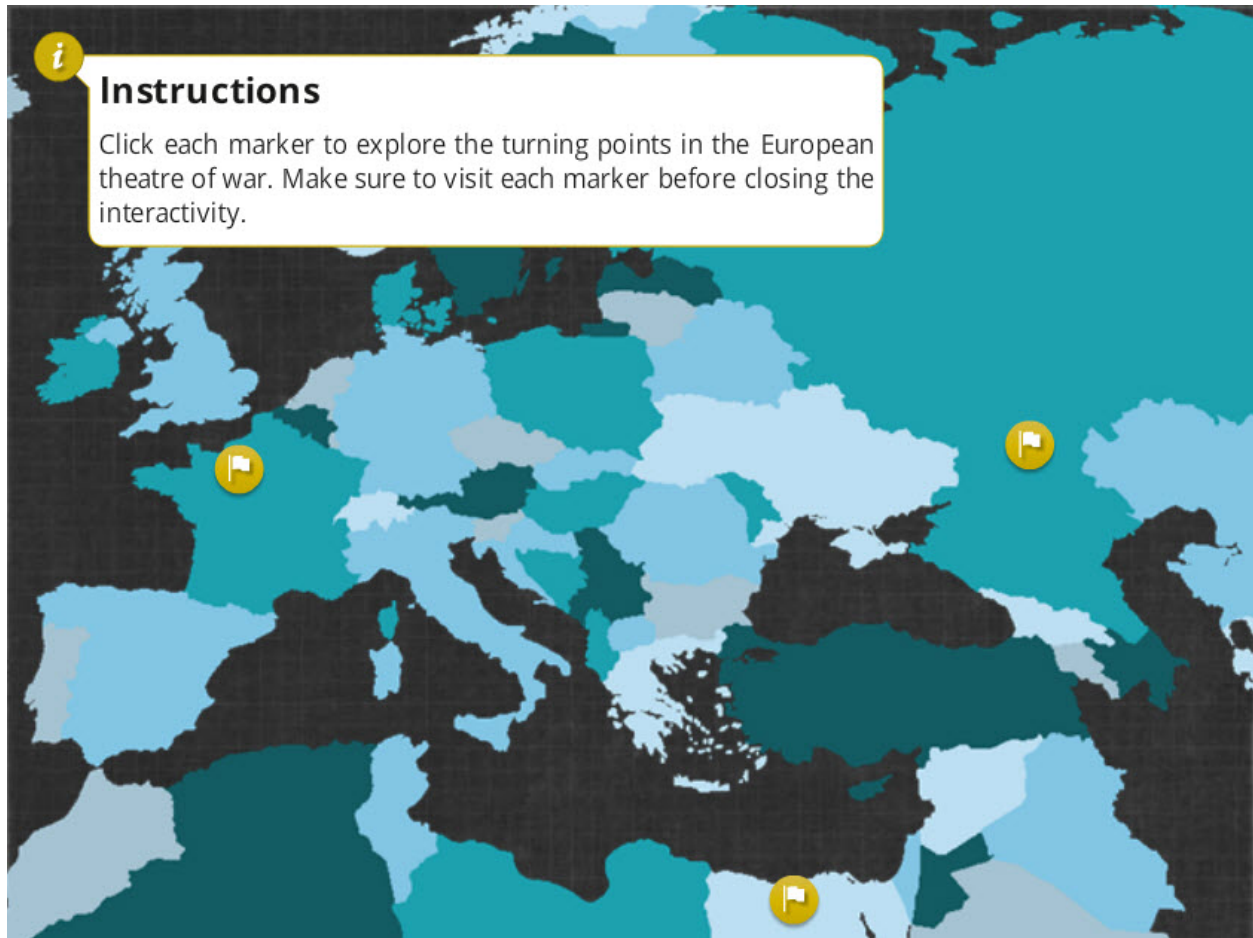 i
Instructions
Click each marker to explore the turning points in the European
theatre of war. Make sure to visit each marker before closing the
interactivity.